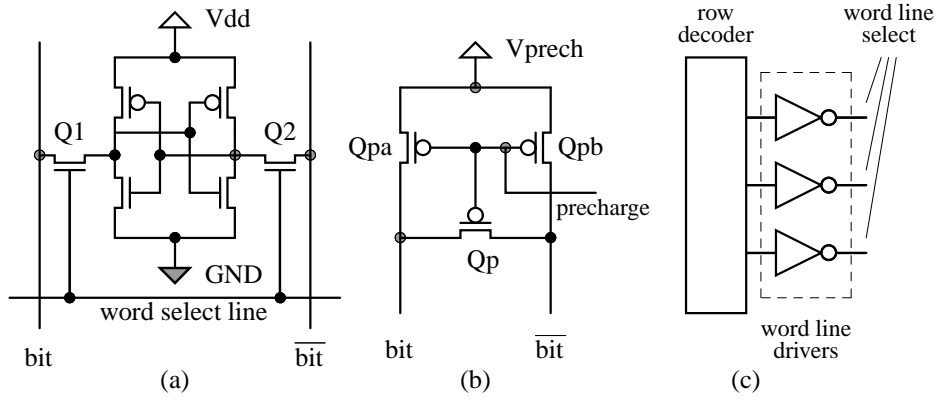 Vdd
Q1
Q2
GND
word select line
bit
bit
(a)
Vprech
Qpa
Qpb
precharge
Qp
bit
bit
(b)
row
decoder
word line
select
word line
drivers
(c)